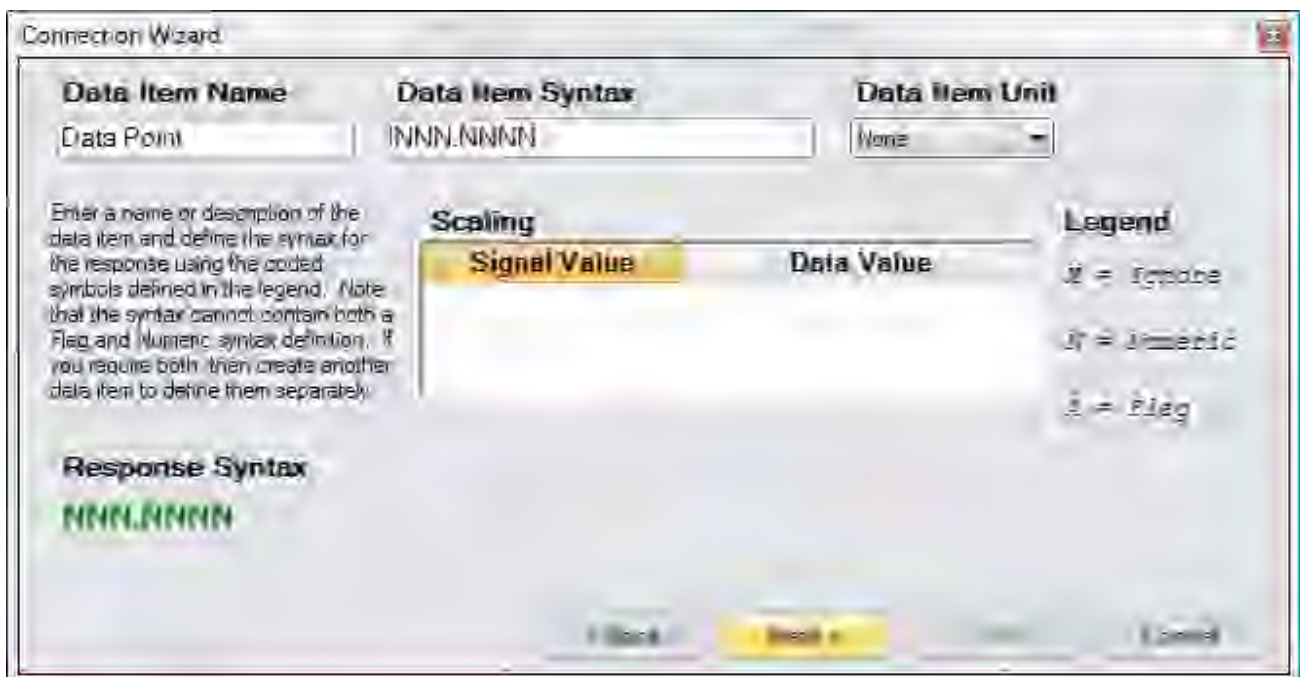 Connection Wizard
Data Item Name
Data Item Syntax
Data Item Unit
Data Point
NNN.NNNN
None
Enter a name or description of the
data item and define the syntax for
the response using the coded
symbols defined in the legend. Note
that the syntax cannot contain both a
Flag and Numeric syntax definition. If
you require both, then create another
data item to define them separately.
Scaling
Signal Value
Data Value
Legend
= Ignore
N = Numeric
= Flag
Response Syntax
NNN.NNNN
< Back
Next >
Cancel